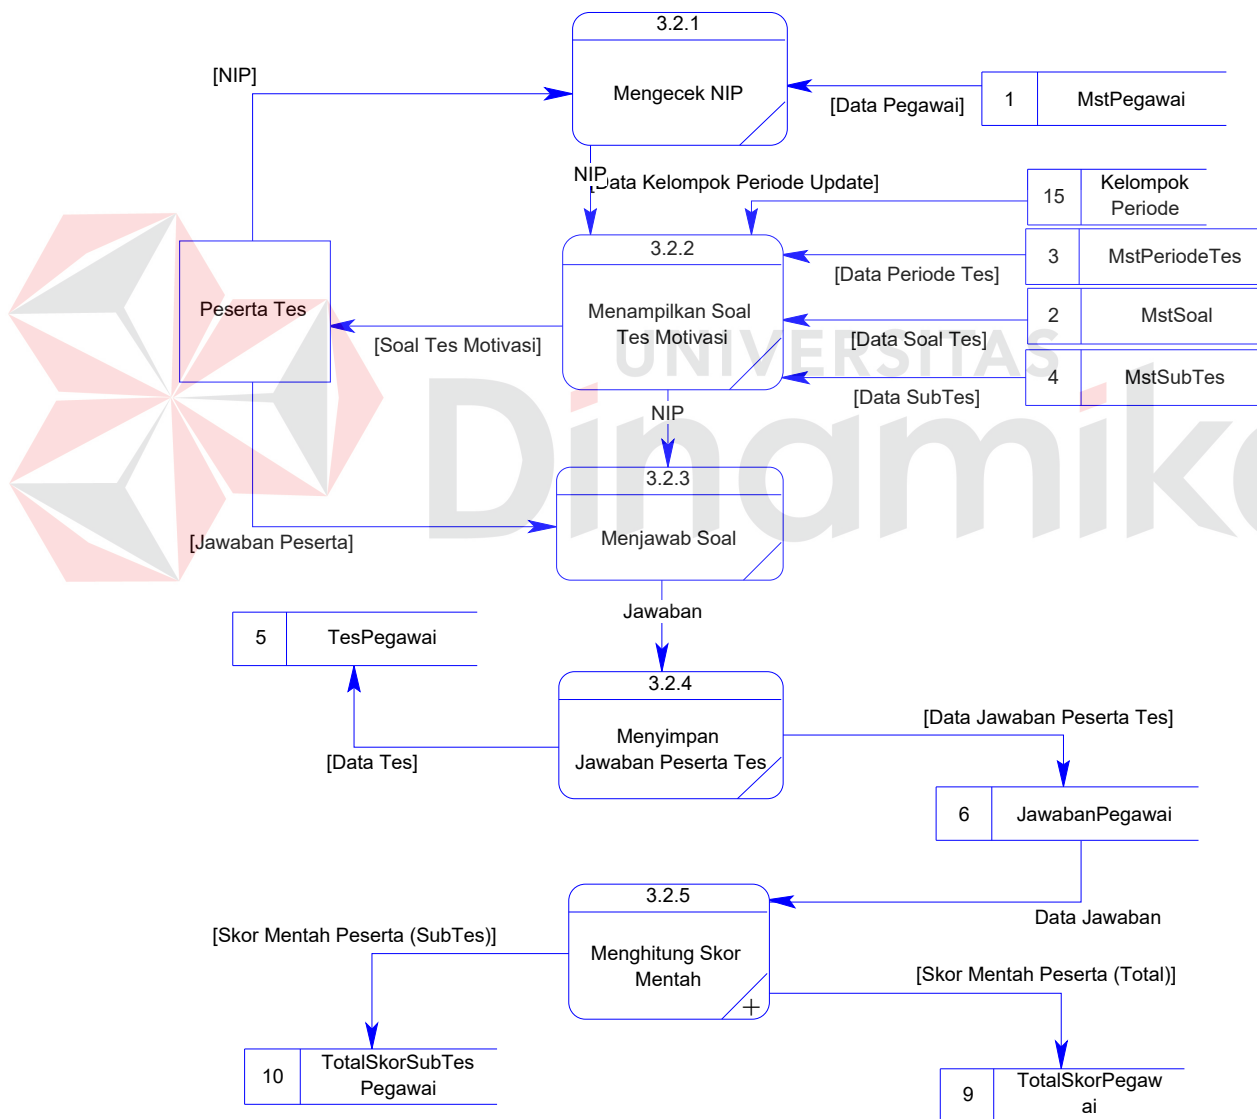 3.2.1
[NIP]
Mengecek NIP
1
MstPegawai
[Data Pegawai]
NIP
[Data Kelompok Periode Update]
15
Kelompok
Periode
3.2.2
3
MstPeriodeTes
[Data Periode Tes]
Peserta Tes
Menampilkan Soal
Tes Motivasi
2
MstSoal
[Soal Tes Motivasi]
[Data Soal Tes]
UNIVERSITAS
4
MstSubTes
[Data SubTes]
Dinamika
NIP
3.2.3
Menjawab Soal
[Jawaban Peserta]
Jawaban
5
TesPegawai
3.2.4
[Data Jawaban Peserta Tes]
Menyimpan
Jawaban Peserta Tes
[Data Tes]
6
JawabanPegawai
3.2.5
Data Jawaban
[Skor Mentah Peserta (SubTes)]
Menghitung Skor
Mentah
[Skor Mentah Peserta (Total)]
10
TotalSkorSubTes
Pegawai
9
TotalSkorPegaw
ai